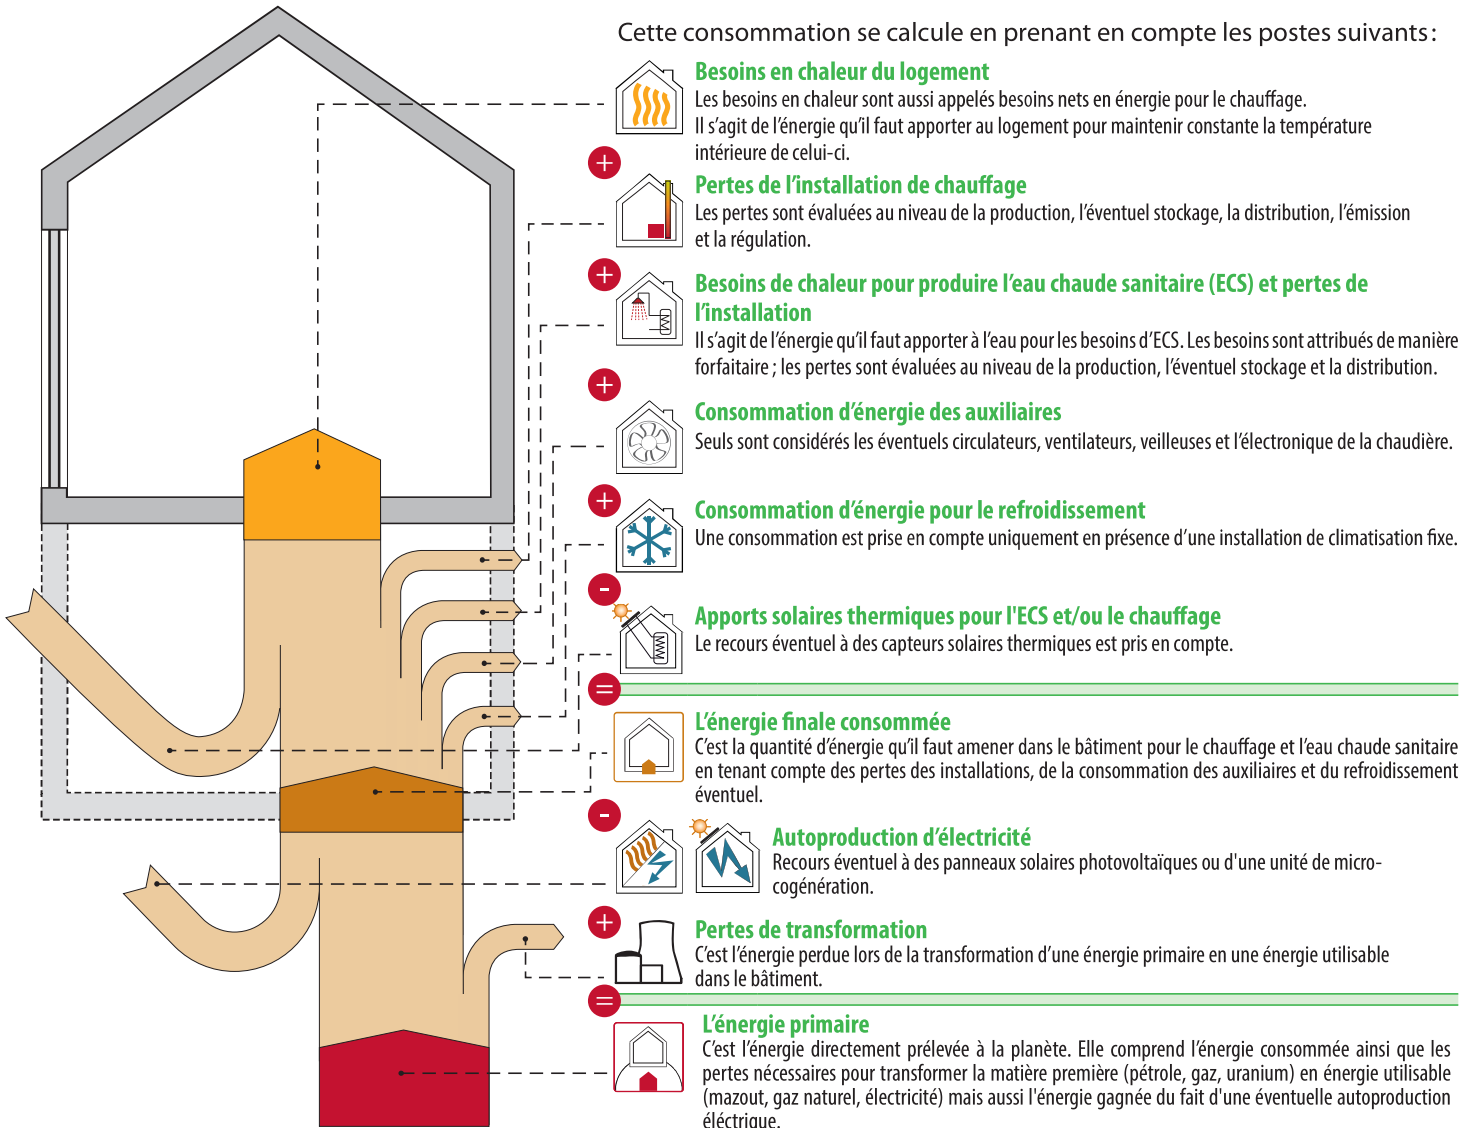 Cette consommation se calcule en prenant en compte les postes suivants :
Besoins en chaleur du logement
Les besoins en chaleur sont aussi appelés besoins nets en énergie pour le chauffage.
Il s’agit de l’énergie qu’il faut apporter au logement pour maintenir constante la température
intérieure de celui-ci.
+
Pertes de l’installation de chauffage
Les pertes sont évaluées au niveau de la production, l’éventuel stockage, la distribution, l’émission
et la régulation.
+
Besoins de chaleur pour produire l’eau chaude sanitaire (ECS) et pertes de
l’installation
Il s’agit de l’énergie qu’il faut apporter à l’eau pour les besoins d’ECS. Les besoins sont attribués de manière
forfaitaire ; les pertes sont évaluées au niveau de la production, l’éventuel stockage et la distribution.
+
Consommation d’énergie des auxiliaires
Seuls sont considérés les éventuels circulateurs, ventilateurs, veilleuses et l’électronique de la chaudière.
+
Consommation d’énergie pour le refroidissement
Une consommation est prise en compte uniquement en présence d’une installation de climatisation fixe.
-
Apports solaires thermiques pour l'ECS et/ou le chauffage
Le recours éventuel à des capteurs solaires thermiques est pris en compte.
=
L’énergie finale consommée
C’est la quantité d’énergie qu’il faut amener dans le bâtiment pour le chauffage et l’eau chaude sanitaire
en tenant compte des pertes des installations, de la consommation des auxiliaires et du refroidissement
éventuel.
-
Autoproduction d’électricité
Recours éventuel à des panneaux solaires photovoltaïques ou d'une unité de micro-
cogénération.
+
Pertes de transformation
C’est l’énergie perdue lors de la transformation d’une énergie primaire en une énergie utilisable
dans le bâtiment.
=
L’énergie primaire
C’est l’énergie directement prélevée à la planète. Elle comprend l’énergie consommée ainsi que les
pertes nécessaires pour transformer la matière première (pétrole, gaz, uranium) en énergie utilisable
(mazout, gaz naturel, électricité) mais aussi l'énergie gagnée du fait d'une éventuelle autoproduction
éléctrique.